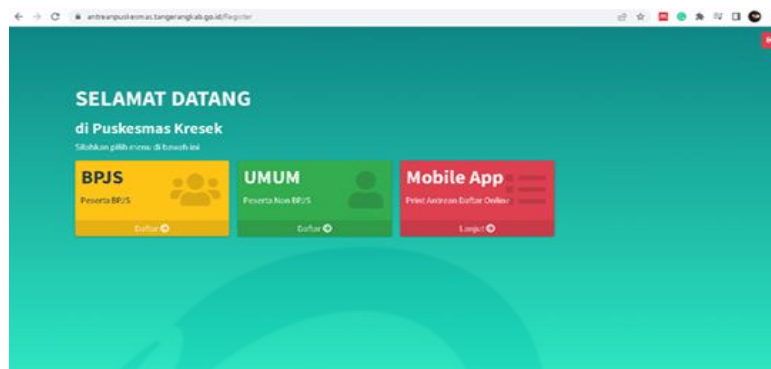 antreanpuskesmas.tangerangkab.go.id/Register
SELAMAT DATANG
di Puskesmas Kresek
Silahkan pilih menu di bawah ini
BPJS
Peserta BPJS
Daftar
UMUM
Peserta Non BPJS
Daftar
Mobile App
Print Antrean Daftar Online
Lanjut